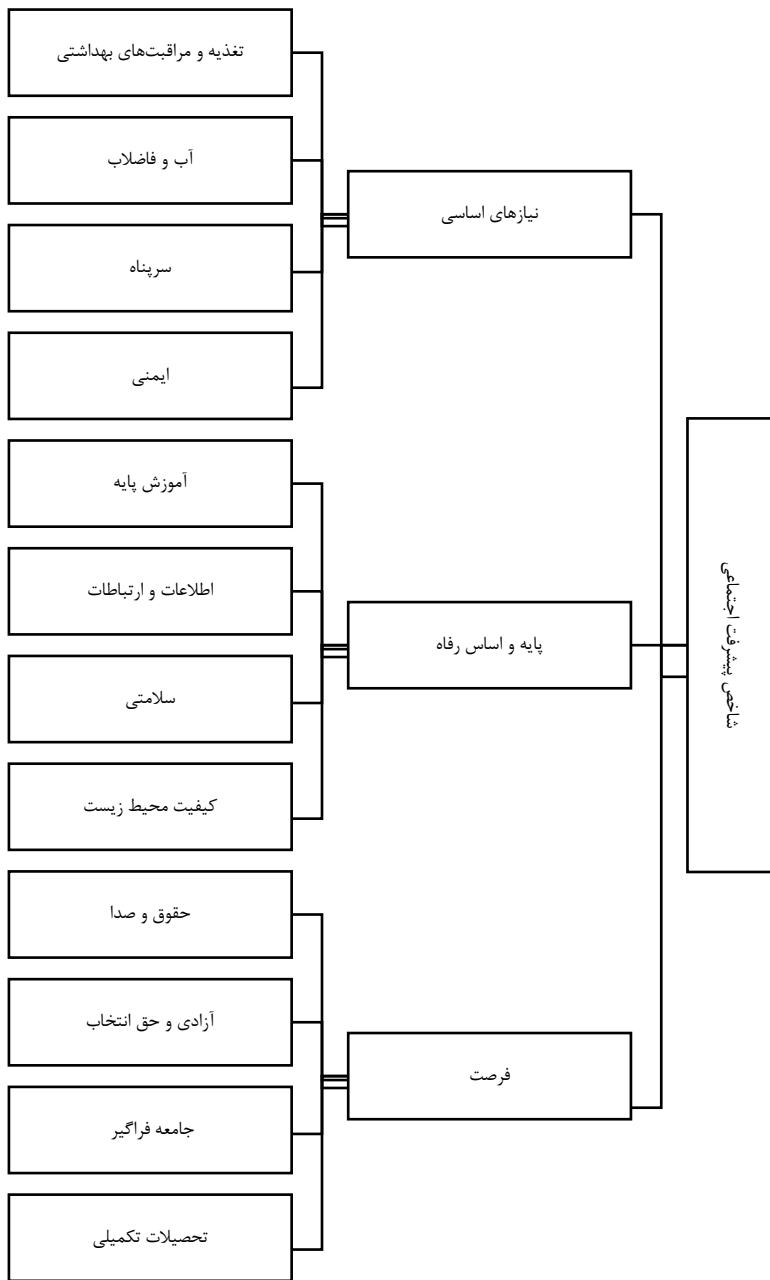 شاخص پیشرفت اجتماعی
نیازهای اساسی
تغذیه و مراقبت‌های بهداشتی
آب و فاضلاب
سرپناه
ایمنی
پایه و اساس رفاه
آموزش پایه
اطلاعات و ارتباطات
سلامتی
کیفیت محیط زیست
فرصت
حقوق و صدا
آزادی و حق انتخاب
جامعه فراگیر
تحصیلات تکمیلی